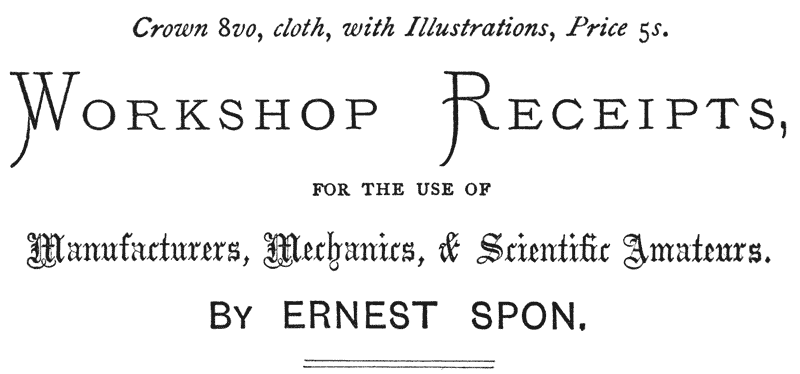 Crown 8vo, cloth, with Illustrations, Price 5s.
WORKSHOP RECEIPTS,
FOR THE USE OF
Manufacturers, Mechanics, & Scientific Amateurs.
BY ERNEST SPON.